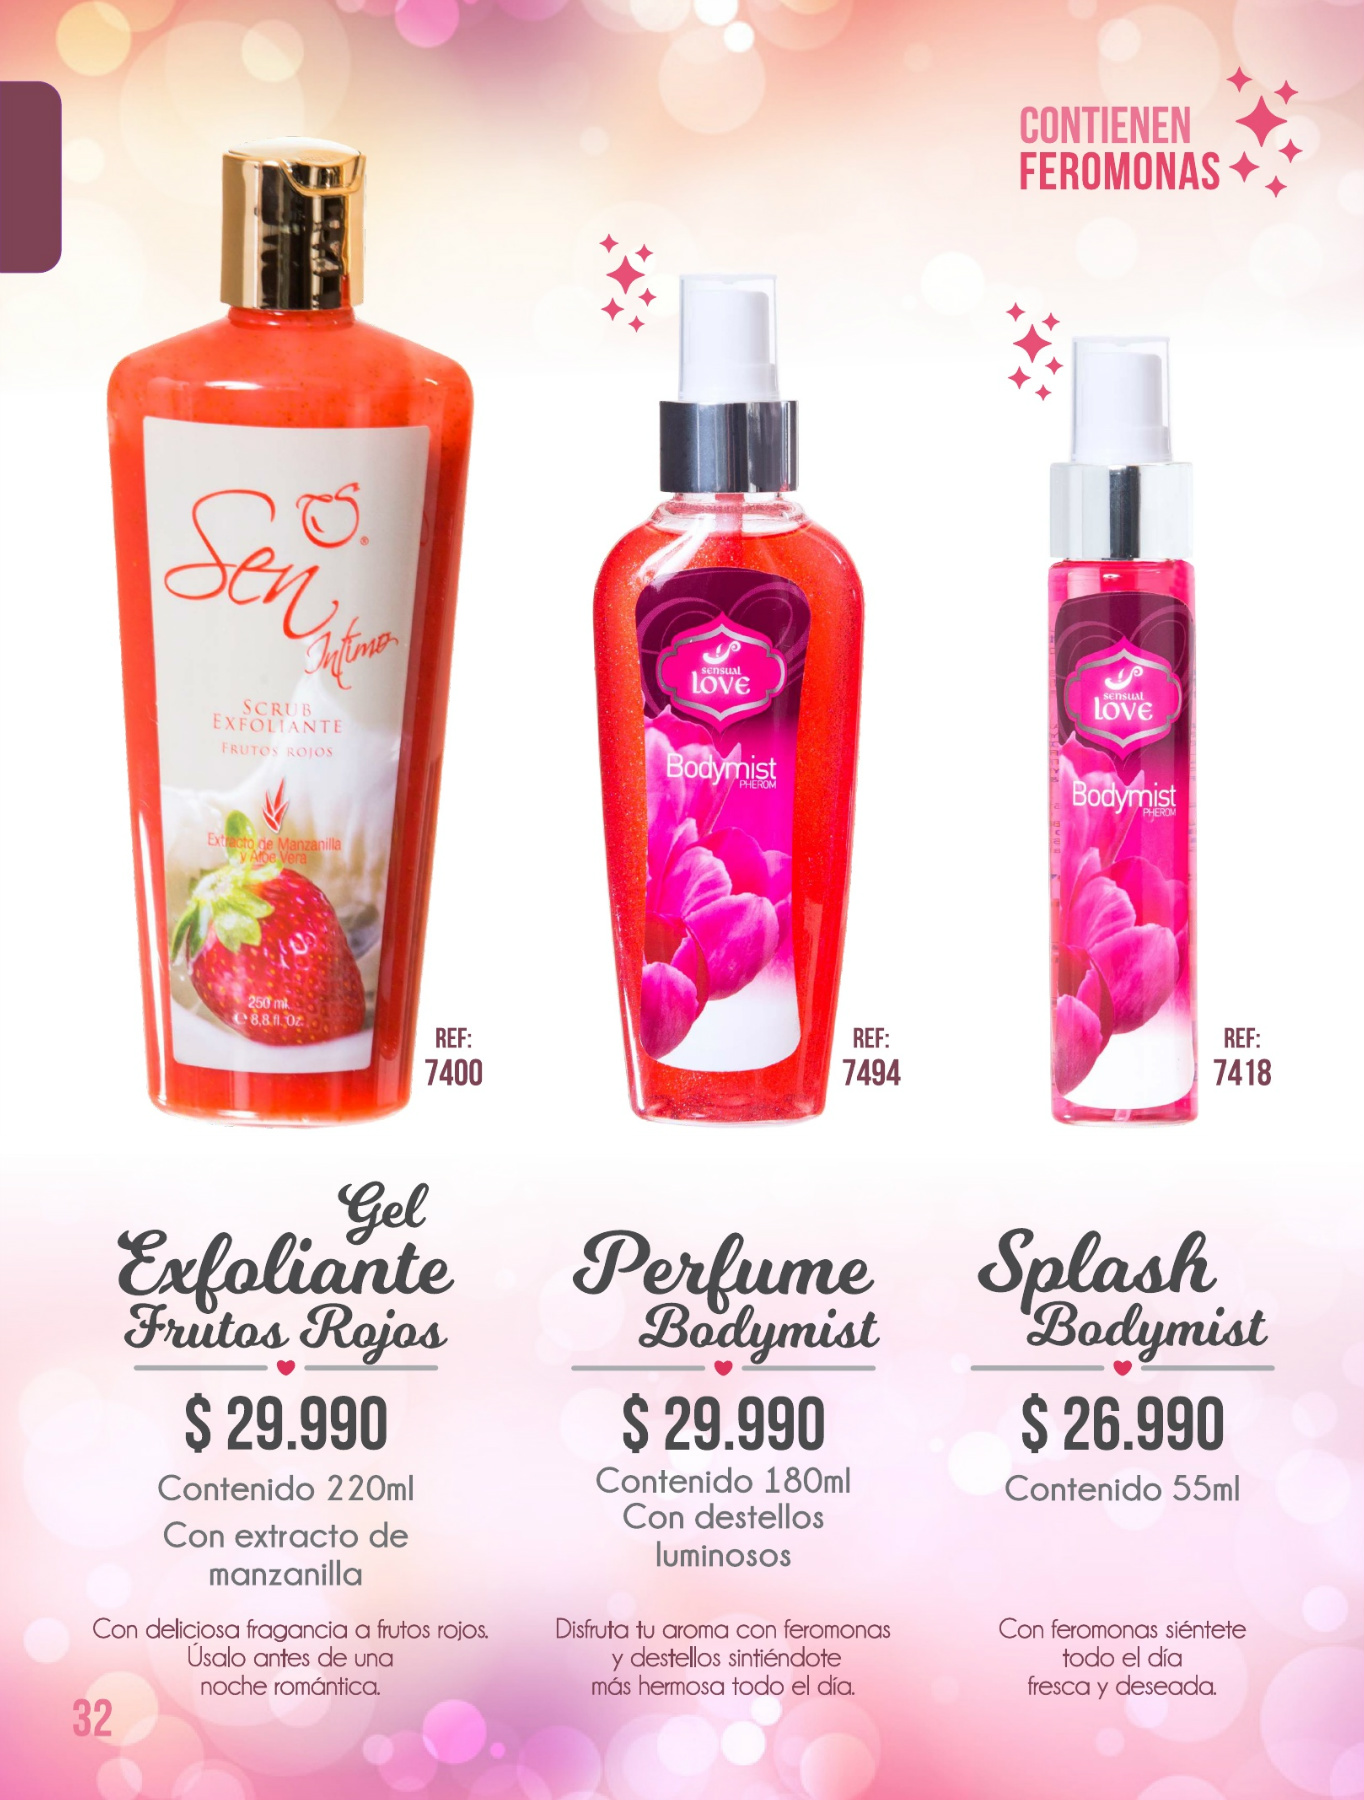 CONTIENEN
FEROMONAS
Sen
Intimo
SCRUB
EXFOLIANTE
FRUTOS ROJOS
Extracto de Manzanilla
y Aloe Vera
250 ml.
8,8 fl. Oz.
REF:
7400
sensual
LOVE
Bodymist
PHEROM
REF:
7494
sensual
LOVE
Bodymist
PHEROM
REF:
7418
Gel
Exfoliante
Frutos Rojos
$ 29.990
Contenido 220ml
Con extracto de
manzanilla
Con deliciosa fragancia a frutos rojos.
Úsalo antes de una
noche romántica.
Perfume
Bodymist
$ 29.990
Contenido 180ml
Con destellos
luminosos
Disfruta tu aroma con feromonas
y destellos sintiéndote
más hermosa todo el día.
Splash
Bodymist
$ 26.990
Contenido 55ml
Con feromonas siéntete
todo el día
fresca y deseada.
32